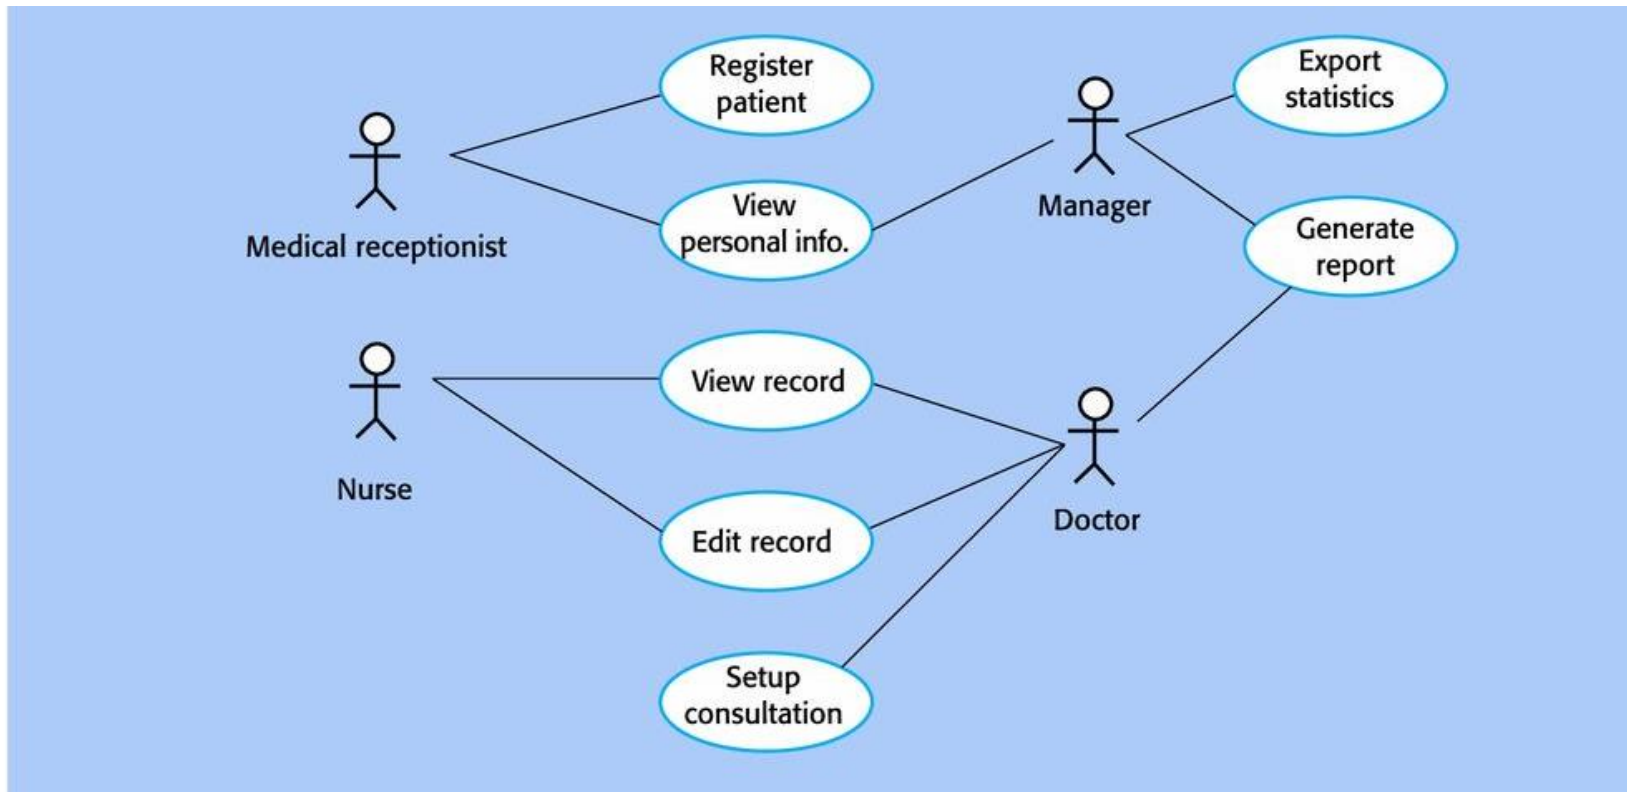 Register
patient
Export
statistics
View
personal info.
Manager
Medical receptionist
Generate
report
View record
Nurse
Doctor
Edit record
Setup
consultation